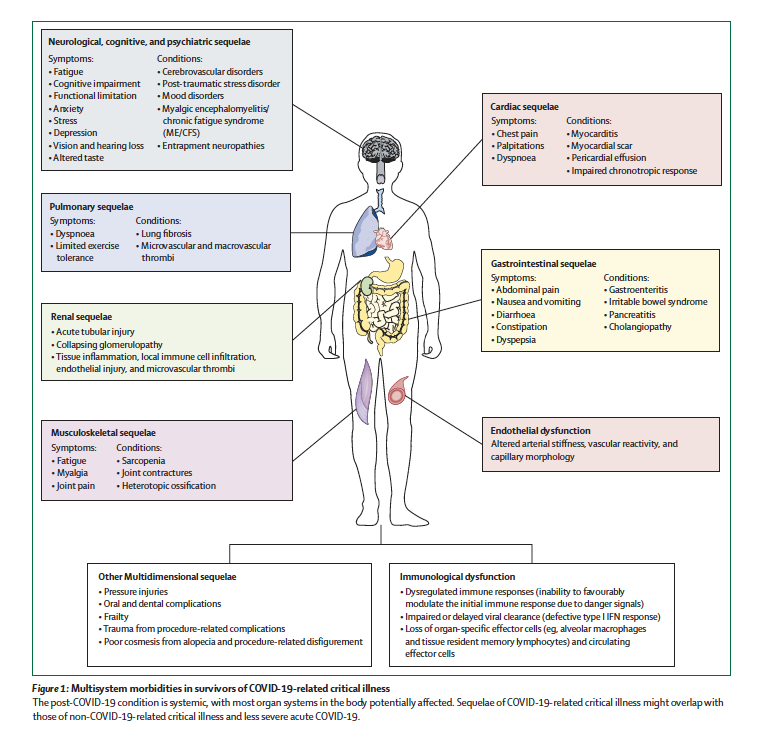 Neurological, cognitive, and psychiatric sequelae
Symptoms:
• Fatigue
• Cognitive impairment
• Functional limitation
• Anxiety
• Stress
• Depression
• Vision and hearing loss
• Altered taste
Conditions:
• Cerebrovascular disorders
• Post-traumatic stress disorder
• Mood disorders
• Myalgic encephalomyelitis/
chronic fatigue syndrome
(ME/CFS)
• Entrapment neuropathies
Cardiac sequelae
Symptoms:
• Chest pain
• Palpitations
• Dyspnoea
Conditions:
• Myocarditis
• Myocardial scar
• Pericardial effusion
• Impaired chronotropic response
Pulmonary sequelae
Symptoms:
• Dyspnoea
• Limited exercise
tolerance
Conditions:
• Lung fibrosis
• Microvascular and macrovascular
thrombi
Gastrointestinal sequelae
Symptoms:
• Abdominal pain
• Nausea and vomiting
• Diarrhoea
• Constipation
• Dyspepsia
Conditions:
• Gastroenteritis
• Irritable bowel syndrome
• Pancreatitis
• Cholangiopathy
Renal sequelae
• Acute tubular injury
• Collapsing glomerulopathy
• Tissue inflammation, local immune cell infiltration,
endothelial injury, and microvascular thrombi
Musculoskeletal sequelae
Symptoms:
• Fatigue
• Myalgia
• Joint pain
Conditions:
• Sarcopenia
• Joint contractures
• Heterotopic ossification
Endothelial dysfunction
Altered arterial stiffness, vascular reactivity, and
capillary morphology
Other Multidimensional sequelae
• Pressure injuries
• Oral and dental complications
• Frailty
• Trauma from procedure-related complications
• Poor cosmesis from alopecia and procedure-related disfigurement
Immunological dysfunction
• Dysregulated immune responses (inability to favourably
modulate the initial immune response due to danger signals)
• Impaired or delayed viral clearance (defective type I IFN response)
• Loss of organ-specific effector cells (eg, alveolar macrophages
and tissue resident memory lymphocytes) and circulating
effector cells
Figure 1: Multisystem morbidities in survivors of COVID-19-related critical illness
The post-COVID-19 condition is systemic, with most organ systems in the body potentially affected. Sequelae of COVID-19-related critical illness might overlap with
those of non-COVID-19-related critical illness and less severe acute COVID-19.